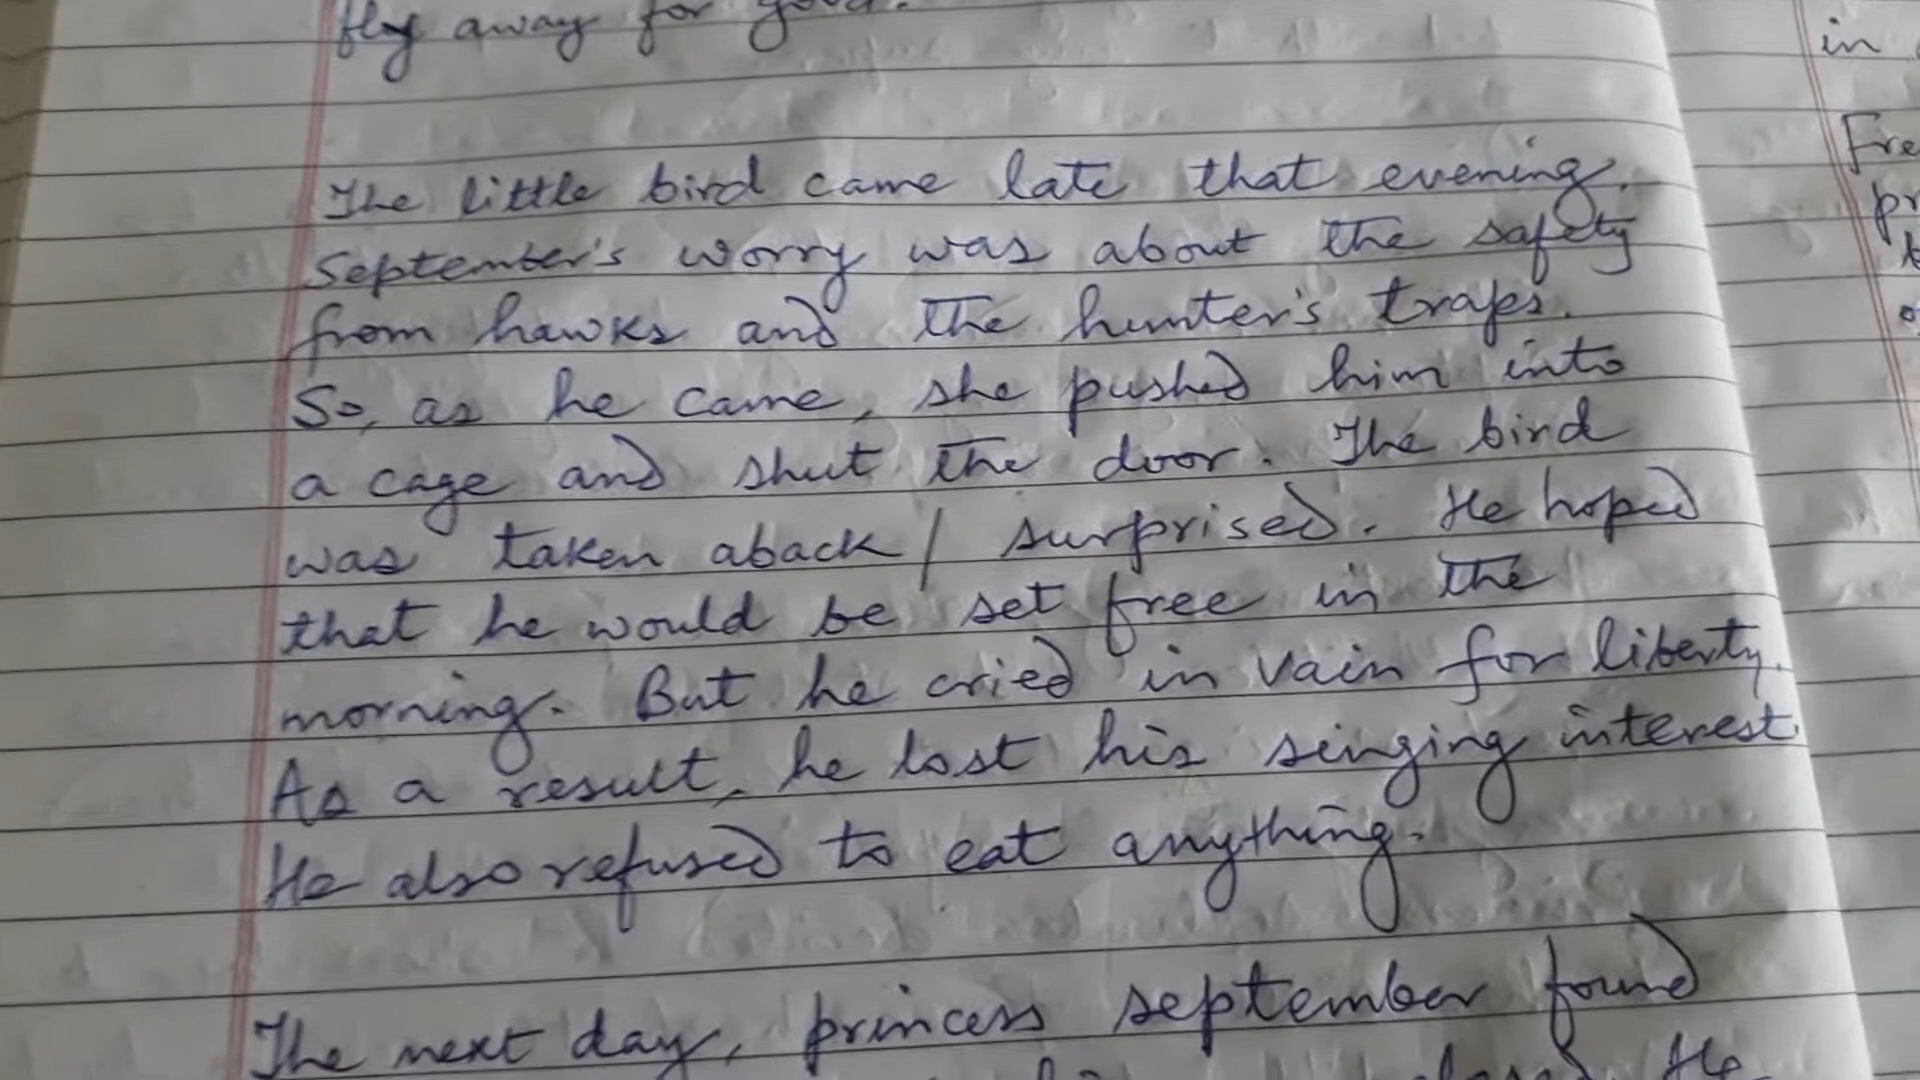 fly away for good.
The little bird came late that evening.
September's worry was about the safety
from hawks and the hunter's traps.
So, as he came, she pushed him into
a cage and shut the door. The bird
was taken aback / surprised. He hoped
that he would be set free in the
morning. But he cried in vain for liberty.
As a result, he lost his singing interest.
He also refused to eat anything.
The next day, princess september found
He
in